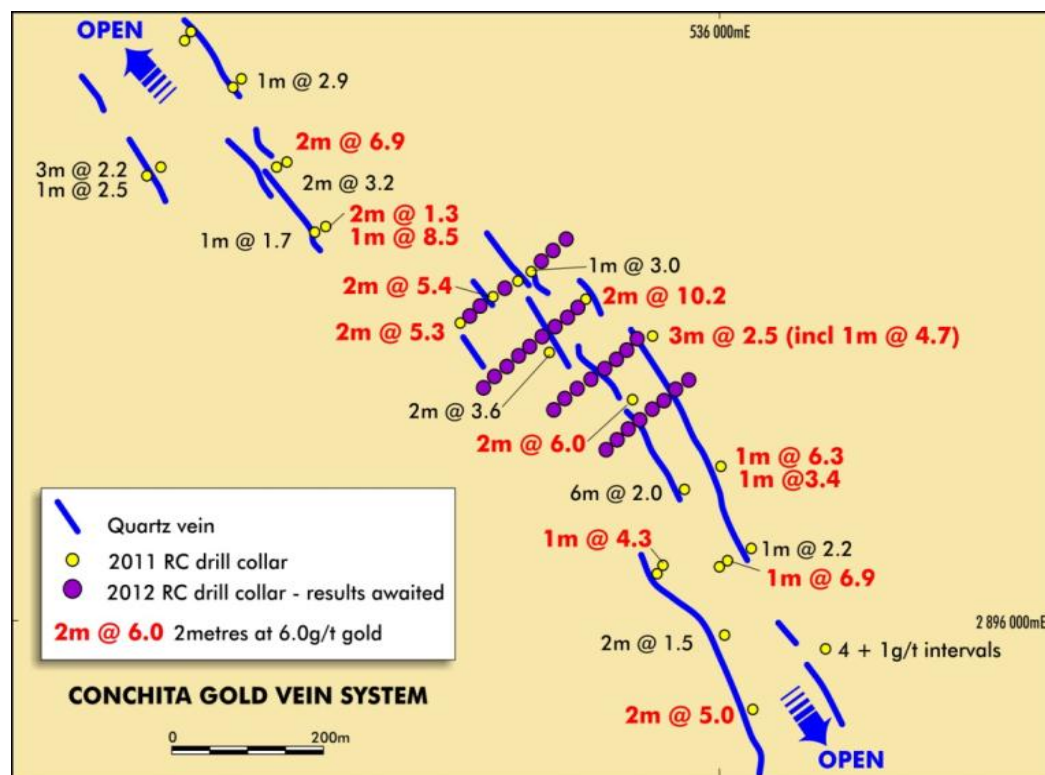 OPEN
536 000mE
1m @ 2.9
2m @ 6.9
3m @ 2.2
1m @ 2.5
2m @ 3.2
2m @ 1.3
1m @ 8.5
1m @ 1.7
1m @ 3.0
2m @ 5.4
2m @ 10.2
2m @ 5.3
3m @ 2.5 (incl 1m @ 4.7)
2m @ 3.6
2m @ 6.0
1m @ 6.3
1m @3.4
6m @ 2.0
Quartz vein
2011 RC drill collar
2012 RC drill collar - results awaited
2m @ 6.0 2metres at 6.0g/t gold
1m @ 4.3
1m @ 2.2
1m @ 6.9
2 896 000mE
2m @ 1.5
4 + 1g/t intervals
CONCHITA GOLD VEIN SYSTEM
2m @ 5.0
0 200m
OPEN